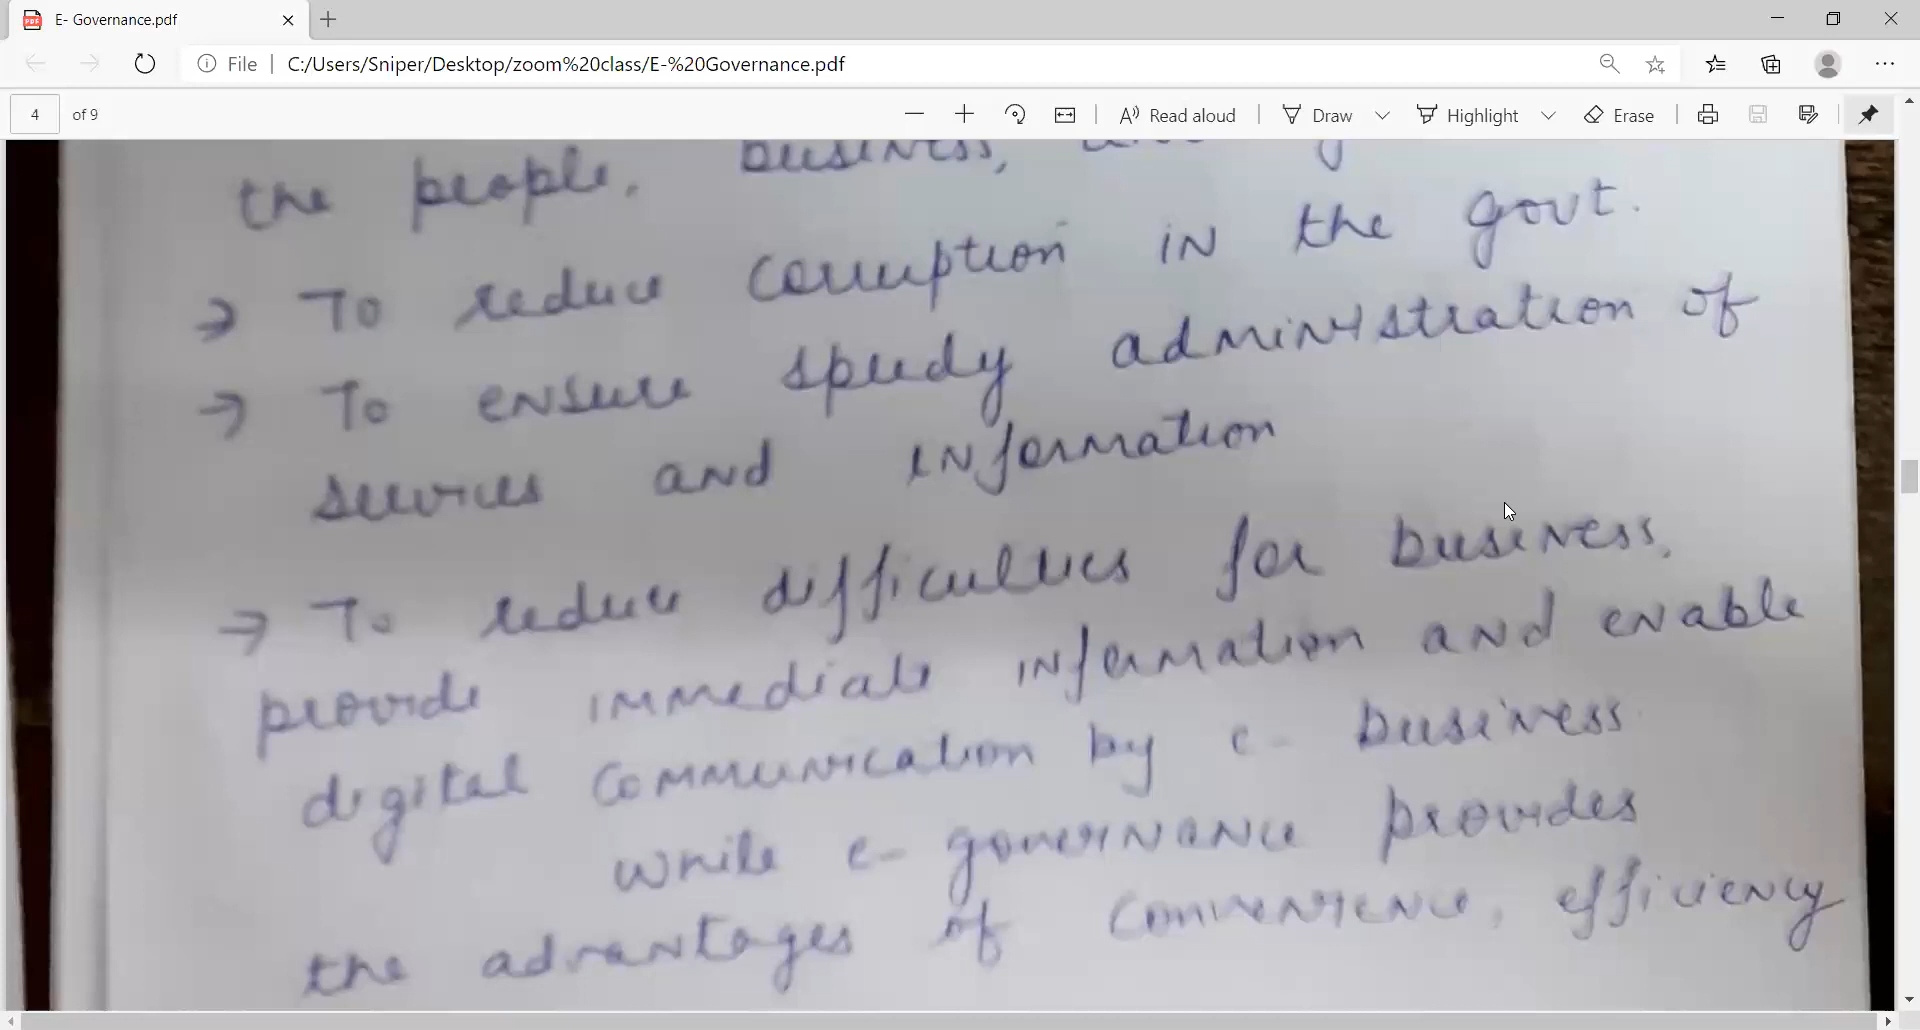 E- Governance.pdf
File
C:/Users/Sniper/Desktop/zoom%20class/E-%20Governance.pdf
4 of 9
Read aloud
Draw
Highlight
Erase
the people. business,
→ To reduce corruption in the govt.
→ To ensure speedy administration of
services and information
→ To reduce difficulties for business,
provide immediate information and enable
digital communication by e- business
while e- governance provides
the advantages of convenience, efficiency